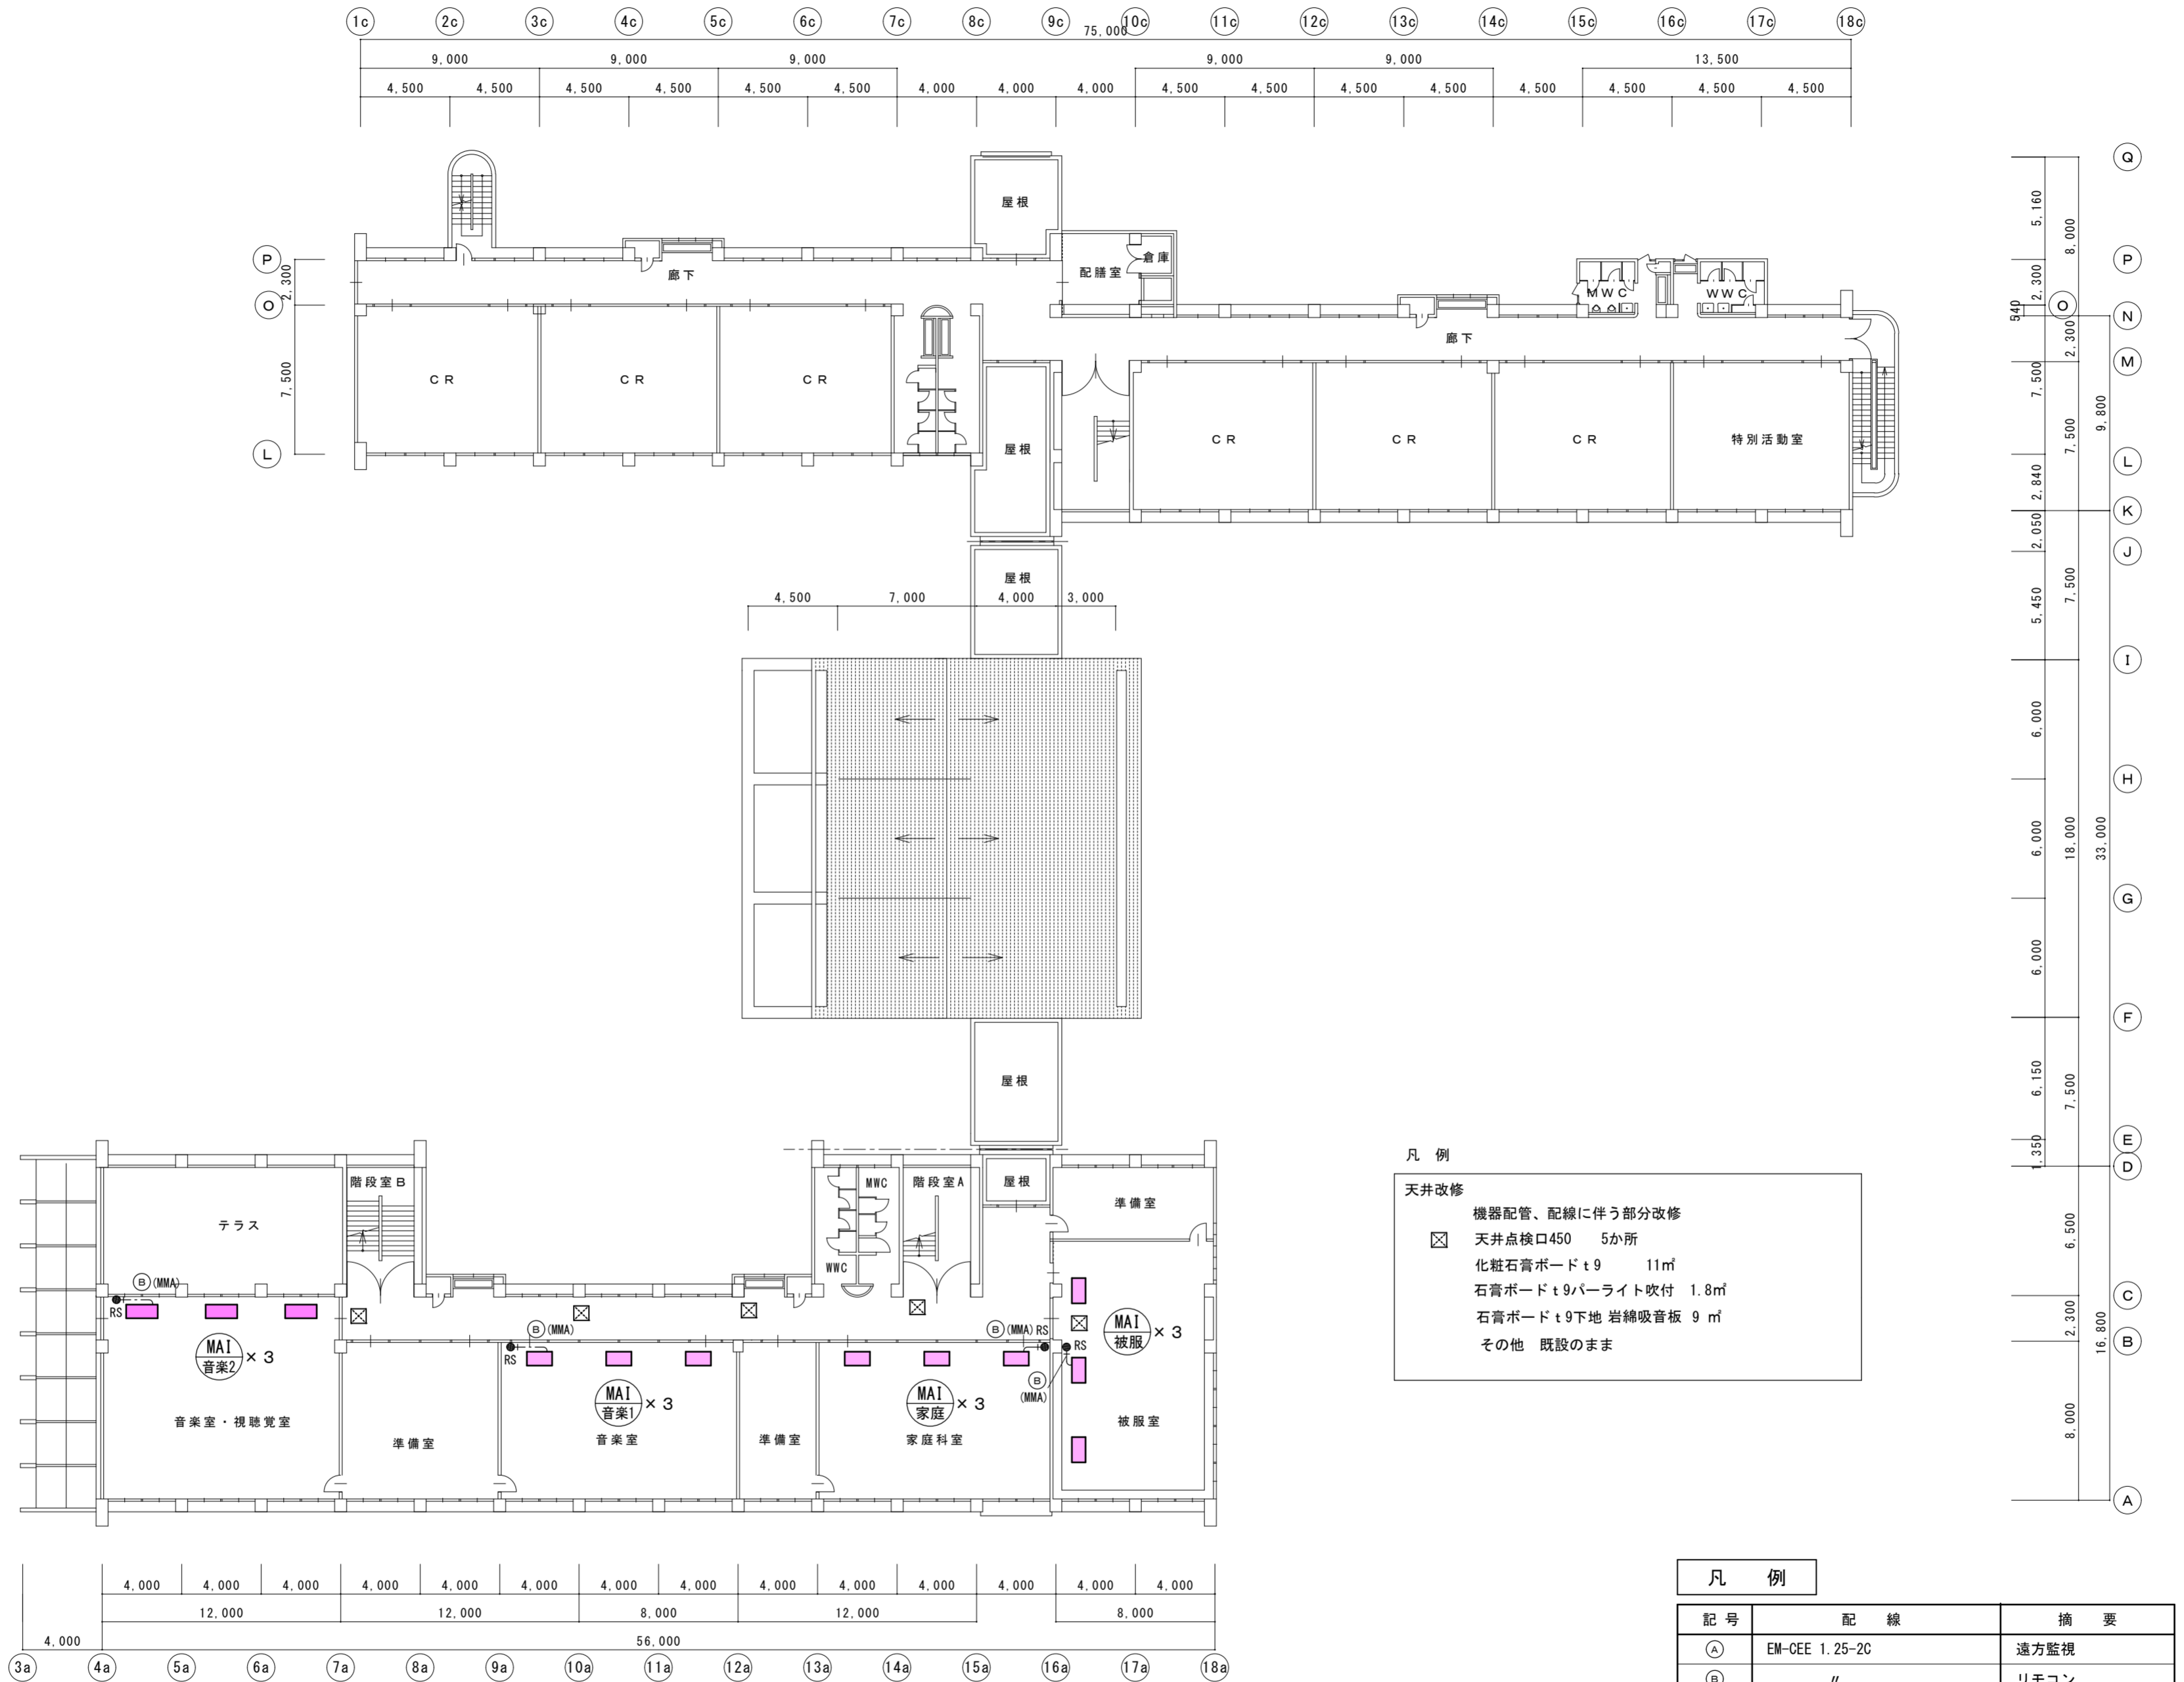 1c 2c 3c 4c 5c 6c 7c 8c 9c 10c 11c 12c 13c 14c 15c 16c 17c 18c
75,000
9,000 9,000 9,000 9,000 9,000 13,500
4,500 4,500 4,500 4,500 4,500 4,500 4,000 4,000 4,000 4,500 4,500 4,500 4,500 4,500 4,500 4,500 4,500
Q
P
O
L
2,300
7,500
屋根
廊下
配膳室
倉庫
MWC
WWC
廊下
CR
CR
CR
屋根
CR
CR
CR
特別活動室
屋根
4,500 7,000 4,000 3,000
屋根
P
O
N
M
L
K
J
I
H
G
F
E
D
C
B
A
5,160
2,300
540
7,500
2,840
2,050
5,450
6,000
6,000
6,000
6,150
1,350
8,000
2,300
7,500
7,500
18,000
7,500
6,500
2,300
8,000
9,800
33,000
16,800
階段室B
MWC
階段室A
屋根
準備室
テラス
WWC
B (MMA)
RS
B (MMA)
RS
B (MMA) RS
RS
B
(MMA)
MAI
音楽2
×3
MAI
音楽1
×3
MAI
家庭
×3
MAI
被服
×3
音楽室・視聴覚室
準備室
音楽室
準備室
家庭科室
被服室
凡 例
天井改修
機器配管、配線に伴う部分改修
天井点検口450 5か所
化粧石膏ボードt9 11㎡
石膏ボードt9パーライト吹付 1.8㎡
石膏ボードt9下地 岩綿吸音板 9 ㎡
その他 既設のまま
4,000 4,000 4,000 4,000 4,000 4,000 4,000 4,000 4,000 4,000 4,000 4,000 4,000 4,000
12,000 12,000 8,000 12,000 8,000
4,000 56,000
3a 4a 5a 6a 7a 8a 9a 10a 11a 12a 13a 14a 15a 16a 17a 18a
凡 例
記号 配 線 摘 要
A EM-CEE 1.25-2C 遠方監視
B 〃 リモコン